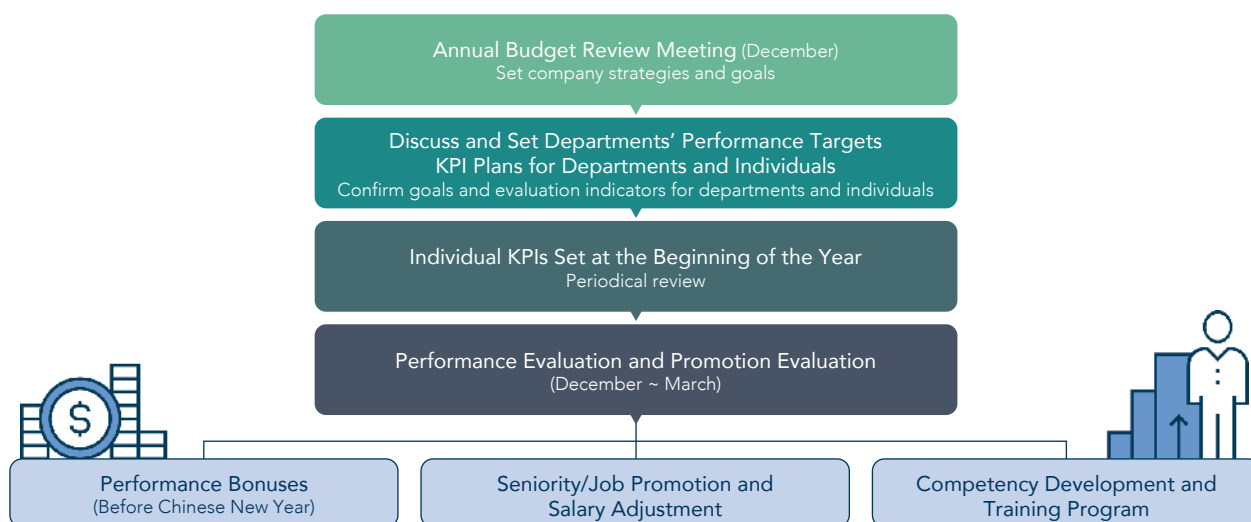 Annual Budget Review Meeting (December)
Set company strategies and goals
Discuss and Set Departments’ Performance Targets
KPI Plans for Departments and Individuals
Confirm goals and evaluation indicators for departments and individuals
Individual KPIs Set at the Beginning of the Year
Periodical review
Performance Evaluation and Promotion Evaluation
(December ~ March)
$
Performance Bonuses
(Before Chinese New Year)
Seniority/Job Promotion and
Salary Adjustment
Competency Development and
Training Program